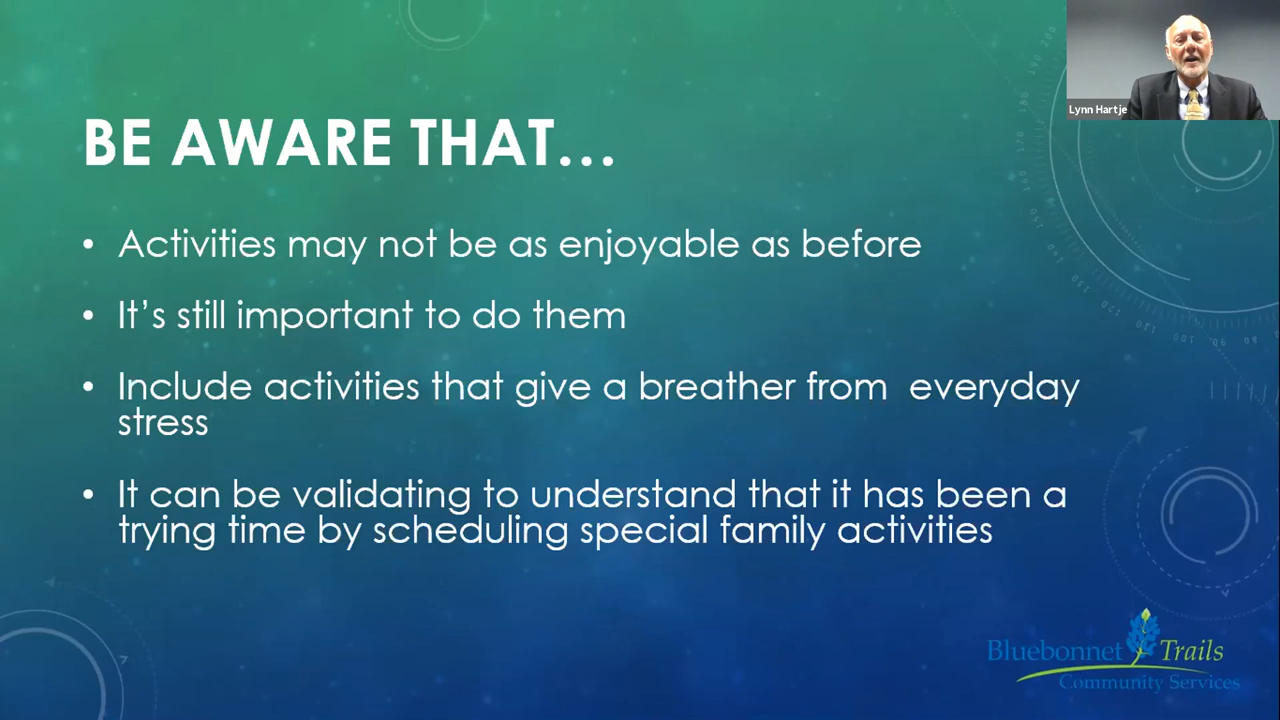 Lynn Hartje
BE AWARE THAT...
• Activities may not be as enjoyable as before
• It's still important to do them
• Include activities that give a breather from  everyday
stress
• It can be validating to understand that it has been a
trying time by scheduling special family activities
Bluebonnet Trails
Community Services